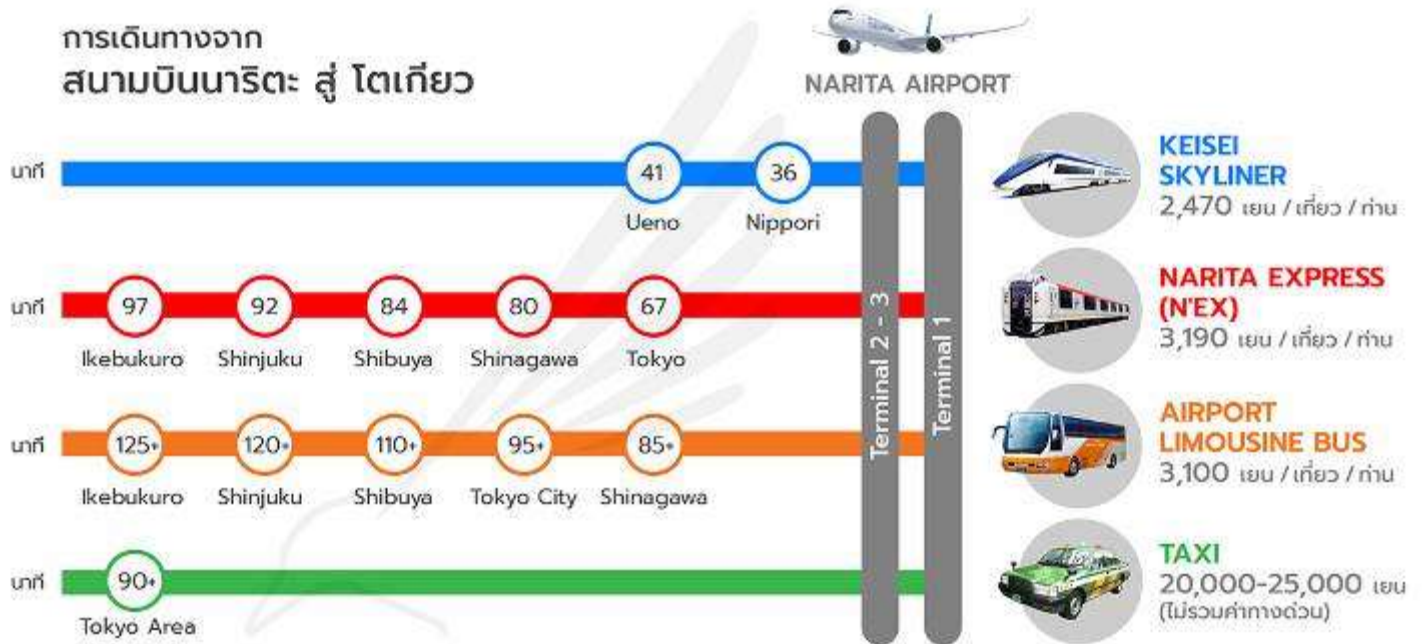 การเดินทางจาก
สนามบินนาริตะ สู่ โตเกียว
NARITA AIRPORT
นาที
41
36
Ueno
Nippori
KEISEI
SKYLINER
2,470 เยน / เที่ยว / ท่าน
นาที
97
92
84
80
67
Ikebukuro
Shinjuku
Shibuya
Shinagawa
Tokyo
NARITA EXPRESS
(N'EX)
3,190 เยน / เที่ยว / ท่าน
Terminal 2 - 3
Terminal 1
นาที
125+
120+
110+
95+
85+
Ikebukuro
Shinjuku
Shibuya
Tokyo City
Shinagawa
AIRPORT
LIMOUSINE BUS
3,100 เยน / เที่ยว / ท่าน
นาที
90+
Tokyo Area
TAXI
20,000-25,000 เยน
(ไม่รวมค่าทางด่วน)